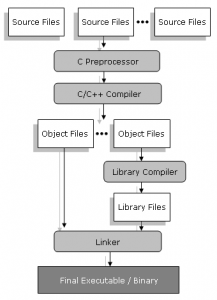 Source Files Source Files ••• Source Files
C Preprocessor
C/C++ Compiler
Object Files ••• Object Files
Library Compiler
Library Files
Linker
Final Executable / Binary